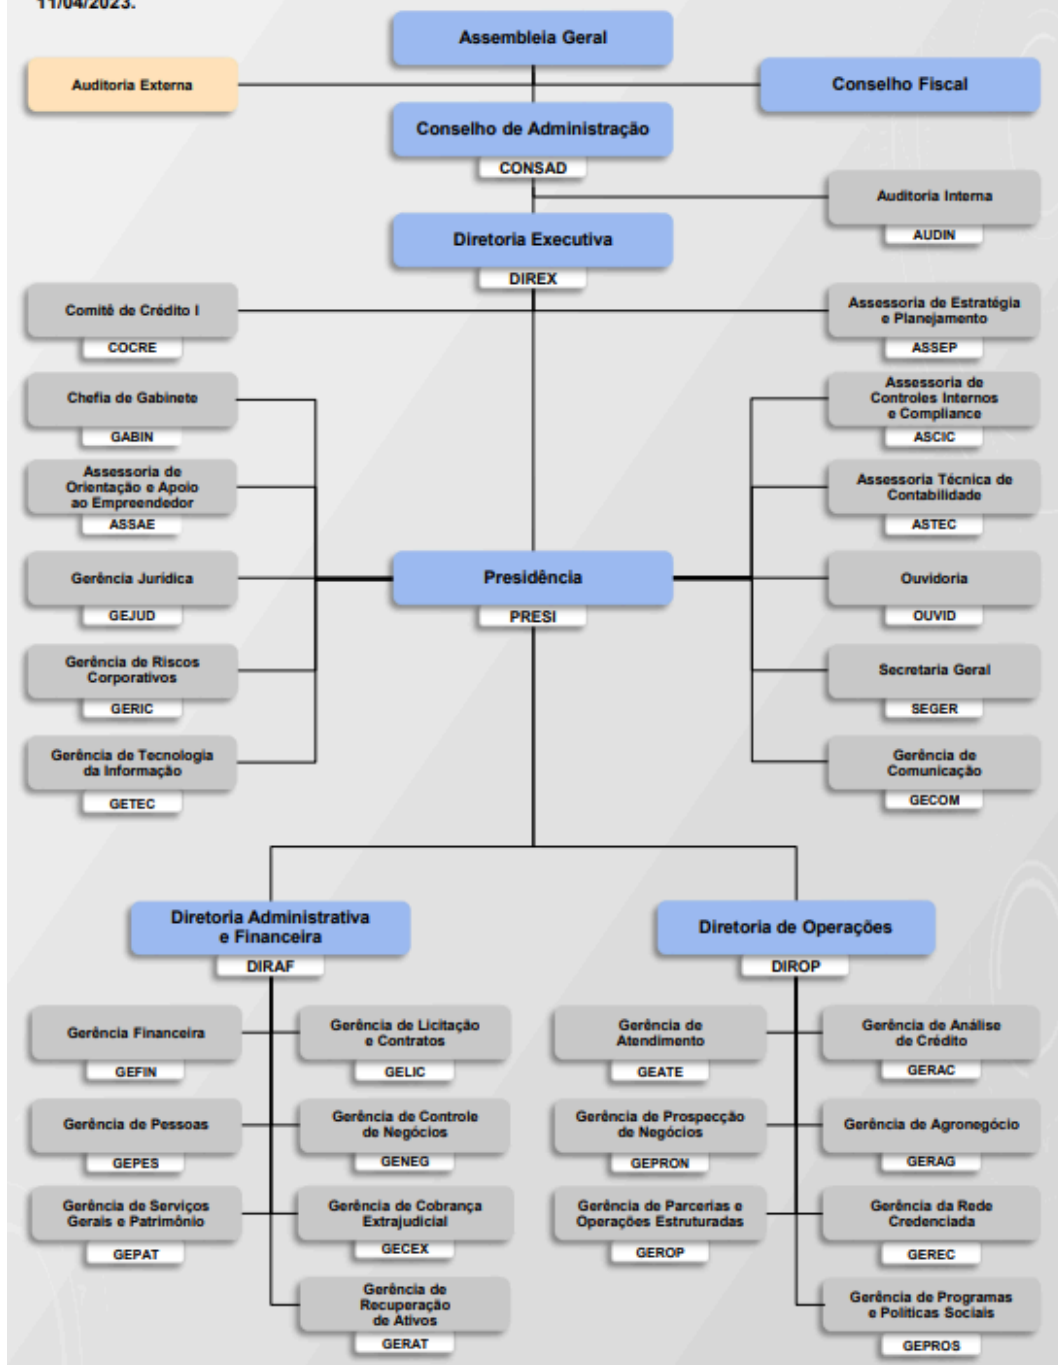 11/04/2023.
Assembleia Geral
Auditoria Externa
Conselho Fiscal
Conselho de Administração
CONSAD
Auditoria Interna
AUDIN
Diretoria Executiva
DIREX
Comitê de Crédito I
COCRE
Assessoria de Estratégia
e Planejamento
ASSEP
Chefia de Gabinete
GABIN
Assessoria de
Controles Internos
e Compliance
ASCIC
Assessoria de
Orientação e Apoio
ao Empreendedor
ASSAE
Assessoria Técnica de
Contabilidade
ASTEC
Gerência Jurídica
GEJUD
Presidência
PRESI
Ouvidoria
OUVID
Gerência de Riscos
Corporativos
GERIC
Secretaria Geral
SEGER
Gerência de Tecnologia
da Informação
GETEC
Gerência de
Comunicação
GECOM
Diretoria Administrativa
e Financeira
DIRAF
Diretoria de Operações
DIROP
Gerência Financeira
GEFIN
Gerência de Licitação
e Contratos
GELIC
Gerência de
Atendimento
GEATE
Gerência de Análise
de Crédito
GERAC
Gerência de Pessoas
GEPES
Gerência de Controle
de Negócios
GENEG
Gerência de Prospecção
de Negócios
GEPRON
Gerência de Agronegócio
GERAG
Gerência de Serviços
Gerais e Patrimônio
GEPAT
Gerência de Cobrança
Extrajudicial
GECEX
Gerência de Parcerias e
Operações Estruturadas
GEROP
Gerência da Rede
Credenciada
GEREC
Gerência de
Recuperação
de Ativos
GERAT
Gerência de Programas
e Políticas Sociais
GEPROS